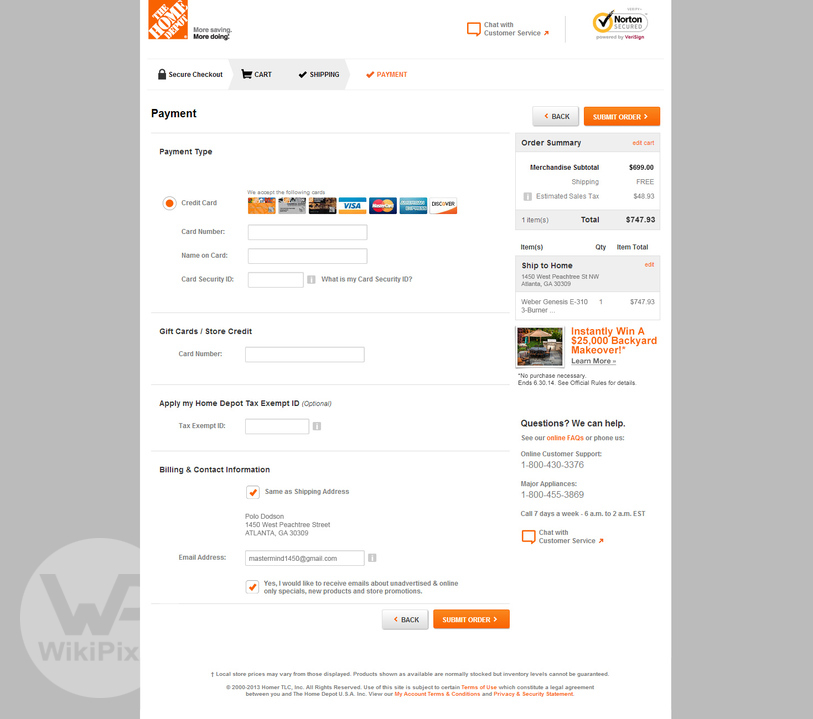 THE HOME DEPOT
More saving.
More doing.
Chat with
Customer Service
Norton
SECURED
powered by VeriSign
Secure Checkout
CART
SHIPPING
PAYMENT
Payment
BACK
SUBMIT ORDER
Payment Type
We accept the following cards
Credit Card
VISA
MasterCard
DISCOVER
Card Number:
Name on Card:
Card Security ID:
i
What is my Card Security ID?
Gift Cards / Store Credit
Card Number:
Apply my Home Depot Tax Exempt ID (Optional)
Tax Exempt ID:
i
Billing & Contact Information
Same as Shipping Address
Polo Dodson
1450 West Peachtree Street
ATLANTA, GA 30309
Email Address:
mastermind1450@gmail.com
i
Yes, I would like to receive emails about unadvertised & online
only specials, new products and store promotions.
BACK
SUBMIT ORDER
Order Summary
edit cart
Merchandise Subtotal $699.00
Shipping FREE
i Estimated Sales Tax $48.93
1 item(s) Total $747.93
Item(s) Qty Item Total
Ship to Home
edit
1450 West Peachtree St NW
Atlanta, GA 30309
Weber Genesis E-310 1 $747.93
3-Burner ...
Instantly Win A
$25,000 Backyard
Makeover!*
Learn More »
*No purchase necessary.
Ends 6.30.14. See Official Rules for details.
Questions? We can help.
See our online FAQs or phone us:
Online Customer Support:
1-800-430-3376
Major Appliances:
1-800-455-3869
Call 7 days a week - 6 a.m. to 2 a.m. EST
Chat with
Customer Service
WikiPix
† Local store prices may vary from those displayed. Products shown as available are normally stocked but inventory levels cannot be guaranteed.
© 2000-2013 Homer TLC, Inc. All Rights Reserved. Use of this site is subject to certain Terms of Use which constitute a legal agreement
between you and The Home Depot U.S.A. Inc. View our My Account Terms & Conditions and Privacy & Security Statement.